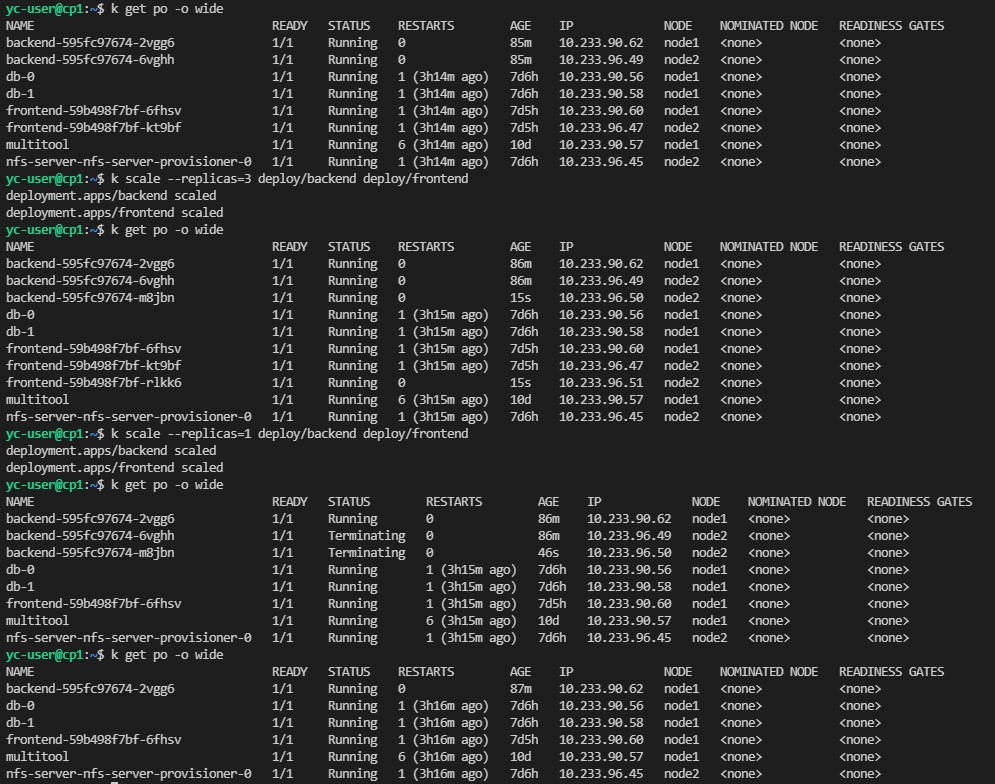 yc-user@cp1:~$ k get po -o wide
NAME READY STATUS RESTARTS AGE IP NODE NOMINATED NODE READINESS GATES
backend-595fc97674-2vgg6 1/1 Running 0 85m 10.233.90.62 node1 <none> <none>
backend-595fc97674-6vghh 1/1 Running 0 85m 10.233.96.49 node2 <none> <none>
db-0 1/1 Running 1 (3h14m ago) 7d6h 10.233.90.56 node1 <none> <none>
db-1 1/1 Running 1 (3h14m ago) 7d6h 10.233.90.58 node1 <none> <none>
frontend-59b498f7bf-6fhsv 1/1 Running 1 (3h14m ago) 7d5h 10.233.90.60 node1 <none> <none>
frontend-59b498f7bf-kt9bf 1/1 Running 1 (3h14m ago) 7d5h 10.233.96.47 node2 <none> <none>
multitool 1/1 Running 6 (3h14m ago) 10d 10.233.90.57 node1 <none> <none>
nfs-server-nfs-server-provisioner-0 1/1 Running 1 (3h14m ago) 7d6h 10.233.96.45 node2 <none> <none>
yc-user@cp1:~$ k scale --replicas=3 deploy/backend deploy/frontend
deployment.apps/backend scaled
deployment.apps/frontend scaled
yc-user@cp1:~$ k get po -o wide
NAME READY STATUS RESTARTS AGE IP NODE NOMINATED NODE READINESS GATES
backend-595fc97674-2vgg6 1/1 Running 0 86m 10.233.90.62 node1 <none> <none>
backend-595fc97674-6vghh 1/1 Running 0 86m 10.233.96.49 node2 <none> <none>
backend-595fc97674-m8jbn 1/1 Running 0 15s 10.233.96.50 node2 <none> <none>
db-0 1/1 Running 1 (3h15m ago) 7d6h 10.233.90.56 node1 <none> <none>
db-1 1/1 Running 1 (3h15m ago) 7d6h 10.233.90.58 node1 <none> <none>
frontend-59b498f7bf-6fhsv 1/1 Running 1 (3h15m ago) 7d5h 10.233.90.60 node1 <none> <none>
frontend-59b498f7bf-kt9bf 1/1 Running 1 (3h15m ago) 7d5h 10.233.96.47 node2 <none> <none>
frontend-59b498f7bf-rlkk6 1/1 Running 0 15s 10.233.96.51 node2 <none> <none>
multitool 1/1 Running 6 (3h15m ago) 10d 10.233.90.57 node1 <none> <none>
nfs-server-nfs-server-provisioner-0 1/1 Running 1 (3h15m ago) 7d6h 10.233.96.45 node2 <none> <none>
yc-user@cp1:~$ k scale --replicas=1 deploy/backend deploy/frontend
deployment.apps/backend scaled
deployment.apps/frontend scaled
yc-user@cp1:~$ k get po -o wide
NAME READY STATUS RESTARTS AGE IP NODE NOMINATED NODE READINESS GATES
backend-595fc97674-2vgg6 1/1 Running 0 86m 10.233.90.62 node1 <none> <none>
backend-595fc97674-6vghh 1/1 Terminating 0 86m 10.233.96.49 node2 <none> <none>
backend-595fc97674-m8jbn 1/1 Terminating 0 46s 10.233.96.50 node2 <none> <none>
db-0 1/1 Running 1 (3h15m ago) 7d6h 10.233.90.56 node1 <none> <none>
db-1 1/1 Running 1 (3h15m ago) 7d6h 10.233.90.58 node1 <none> <none>
frontend-59b498f7bf-6fhsv 1/1 Running 1 (3h15m ago) 7d5h 10.233.90.60 node1 <none> <none>
multitool 1/1 Running 6 (3h15m ago) 10d 10.233.90.57 node1 <none> <none>
nfs-server-nfs-server-provisioner-0 1/1 Running 1 (3h15m ago) 7d6h 10.233.96.45 node2 <none> <none>
yc-user@cp1:~$ k get po -o wide
NAME READY STATUS RESTARTS AGE IP NODE NOMINATED NODE READINESS GATES
backend-595fc97674-2vgg6 1/1 Running 0 87m 10.233.90.62 node1 <none> <none>
db-0 1/1 Running 1 (3h16m ago) 7d6h 10.233.90.56 node1 <none> <none>
db-1 1/1 Running 1 (3h16m ago) 7d6h 10.233.90.58 node1 <none> <none>
frontend-59b498f7bf-6fhsv 1/1 Running 1 (3h16m ago) 7d5h 10.233.90.60 node1 <none> <none>
multitool 1/1 Running 6 (3h16m ago) 10d 10.233.90.57 node1 <none> <none>
nfs-server-nfs-server-provisioner-0 1/1 Running 1 (3h16m ago) 7d6h 10.233.96.45 node2 <none> <none>